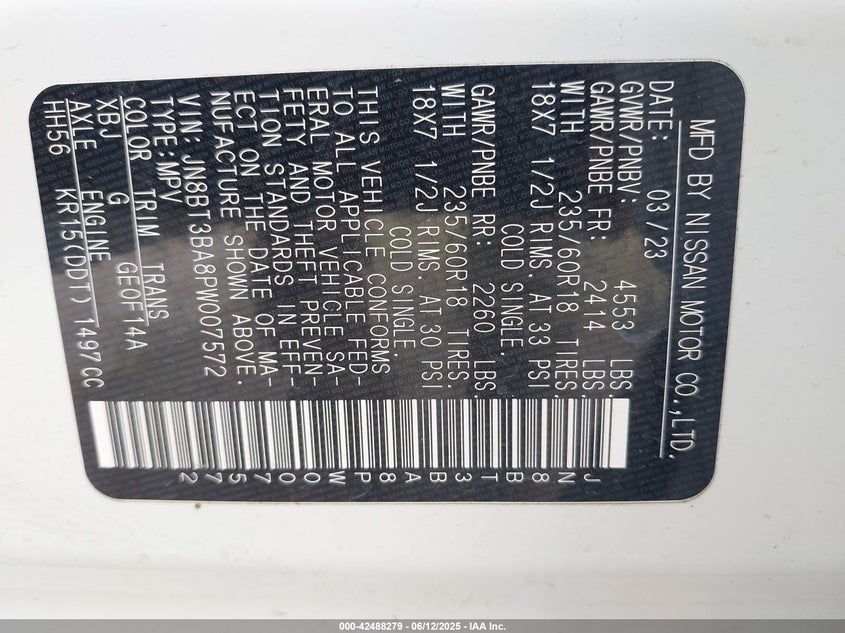 MFD BY NISSAN MOTOR CO.,LTD.
DATE: 03/23
GVWR/PNBV: 4553 LBS.
GAWR/PNBE FR: 2414 LBS.
WITH 235/60R18 TIRES.
18X7 1/2J RIMS. AT 33 PSI
COLD SINGLE.
GAWR/PNBE RR: 2260 LBS.
WITH 235/60R18 TIRES.
18X7 1/2J RIMS. AT 30 PSI
COLD SINGLE.
THIS VEHICLE CONFORMS
TO ALL APPLICABLE FED-
ERAL MOTOR VEHICLE SA-
FETY AND THEFT PREVEN-
TION STANDARDS IN EFF-
ECT ON THE DATE OF MA-
NUFACTURE SHOWN ABOVE.
VIN: JN8BT3BA8PW007572
TYPE:MPV
COLOR TRIM TRANS
XBJ G GE0F14A
AXLE ENGINE
HH56 KR15(DDT) 1497CC
JN8BT3BA8PW007572
000-42488279 - 06/12/2025 - IAA Inc.